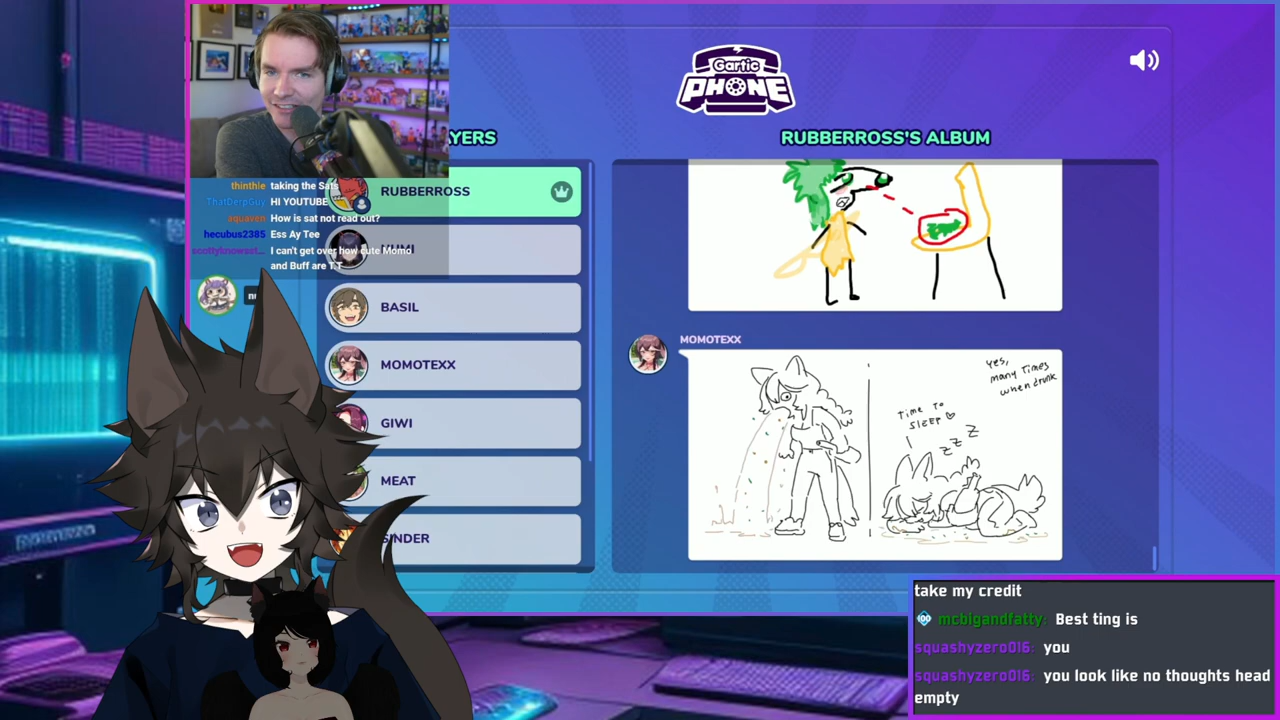 Gartic
PHONE
YERS
RUBBERROSS'S ALBUM
thinthie taking the Sats
ThatDerpGuy HI YOUTUBE
aquaven How is sat not read out?
hecubus2385 Ess Ay Tee
I can't get over how cute Momo
and Buff are T.T
RUBBERROSS
BASIL
MOMOTEXX
GIWI
MEAT
MOMOTEXX
Yes,
many Times
when drunk
Time To
SLEEP
Z
Z
Z
take my credit
mcbigandfatty: Best ting is
squashyzero016: you
squashyzero016: you look like no thoughts head
empty